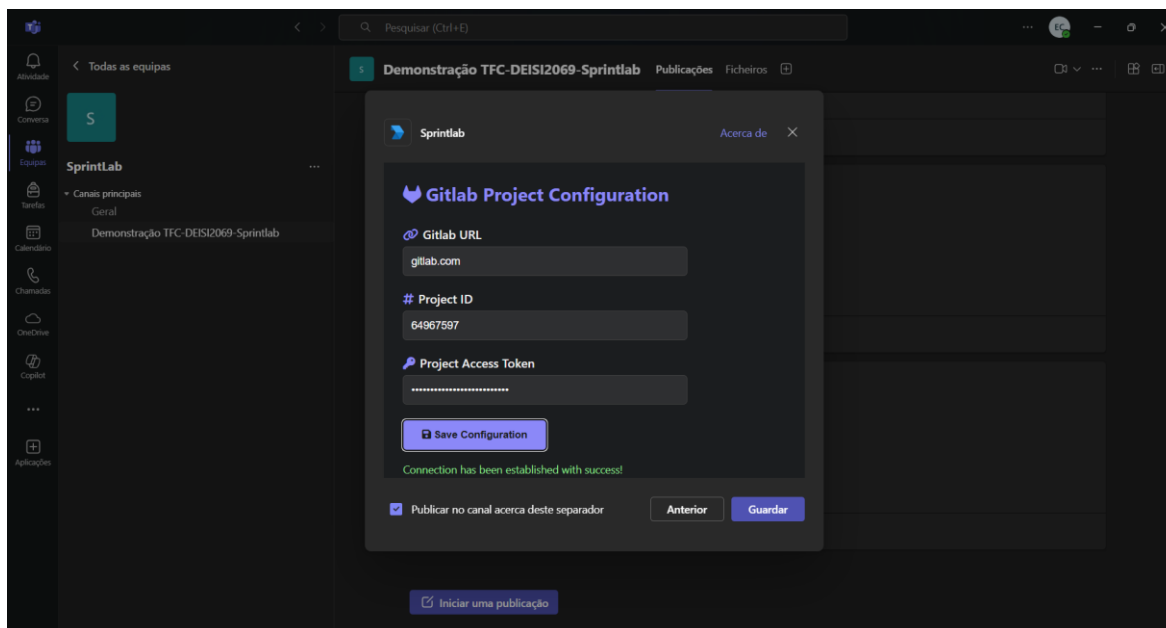 Pesquisar (Ctrl+E)
EC
Atividade
Conversa
Equipas
Tarefas
Calendário
Chamadas
OneDrive
Copilot
Aplicações
Todas as equipas
S
SprintLab
Canais principais
Geral
Demonstração TFC-DEISI2069-Sprintlab
S Demonstração TFC-DEISI2069-Sprintlab Publicações Ficheiros
Sprintlab Acerca de
Gitlab Project Configuration
Gitlab URL
gitlab.com
# Project ID
64967597
Project Access Token
Save Configuration
Connection has been established with success!
Publicar no canal acerca deste separador Anterior Guardar
Iniciar uma publicação